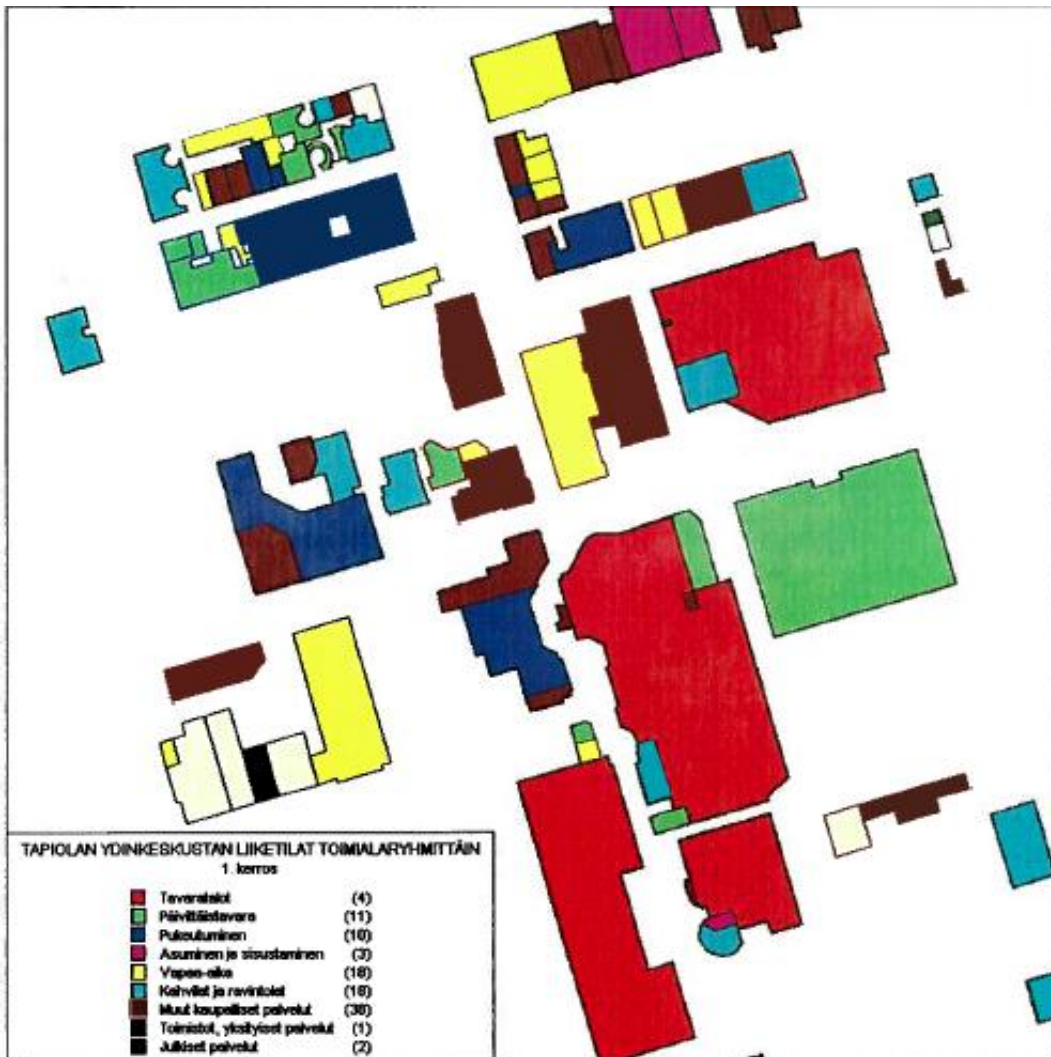 TAPIOLAN YDINKESKUSTAN LIIKETILAT TOIMIALARYHMITTÄIN
1. kerros
Tavaratalot (4)
Päivittäistavara (11)
Pukeutuminen (10)
Asuminen ja sisustaminen (3)
Vapaa-aika (18)
Kahvilat ja ravintolat (18)
Muut kaupalliset palvelut (38)
Toimistot, yksityiset palvelut (1)
Julkiset palvelut (2)